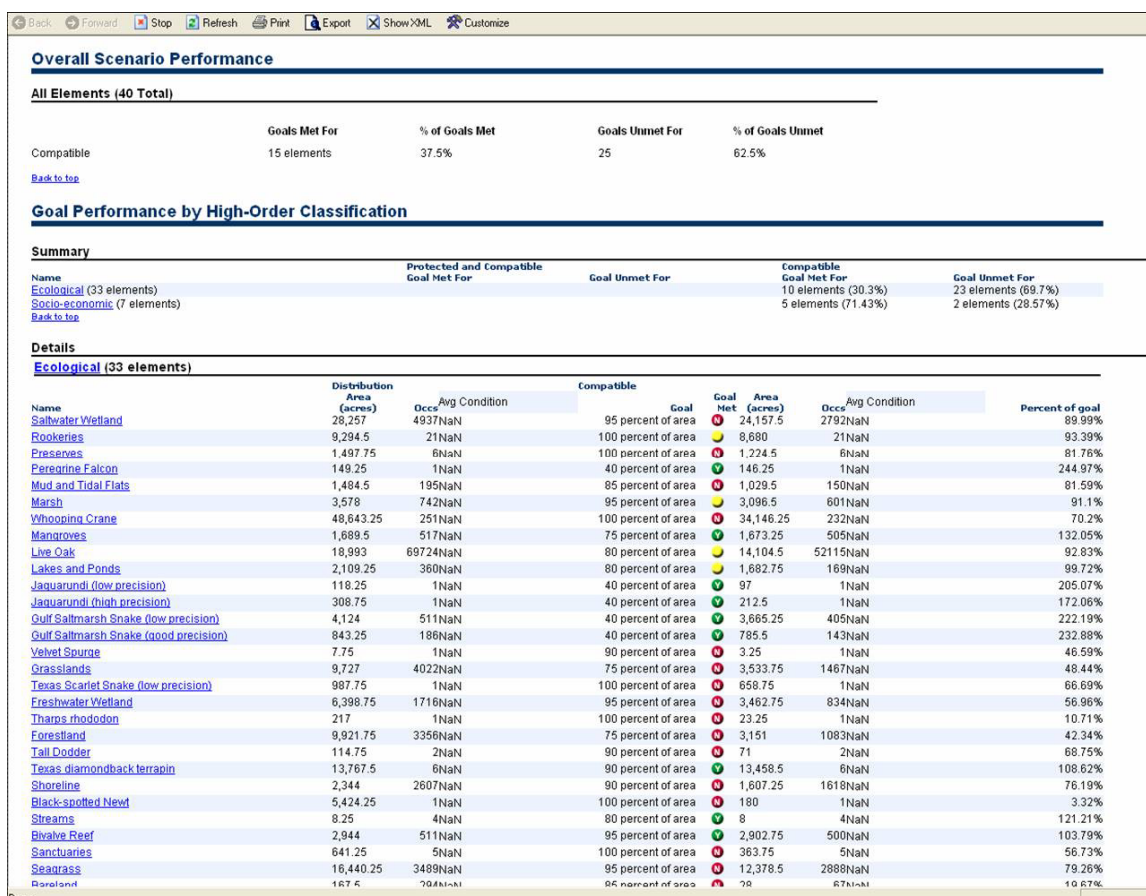 Back Forward Stop Refresh Print Export Show XML Customize
Overall Scenario Performance
All Elements (40 Total)
Goals Met For % of Goals Met Goals Unmet For % of Goals Unmet
Compatible 15 elements 37.5% 25 62.5%
Back to top
Goal Performance by High-Order Classification
Summary
Protected and Compatible Compatible
Name Goal Met For Goal Unmet For Goal Met For Goal Unmet For
Ecological (33 elements) 10 elements (30.3%) 23 elements (69.7%)
Socio-economic (7 elements) 5 elements (71.43%) 2 elements (28.57%)
Back to top
Details
Ecological (33 elements)
Distribution Compatible
Area Avg Condition Goal Area Avg Condition
Name (acres) Occs Goal Met (acres) Occs Percent of goal
Saltwater Wetland 28,257 4937NaN 95 percent of area N 24,157.5 2792NaN 89.99%
Rookeries 9,294.5 21NaN 100 percent of area 8,680 21NaN 93.39%
Preserves 1,497.75 6NaN 100 percent of area N 1,224.5 6NaN 81.76%
Peregrine Falcon 149.25 1NaN 40 percent of area Y 146.25 1NaN 244.97%
Mud and Tidal Flats 1,484.5 195NaN 85 percent of area N 1,029.5 150NaN 81.59%
Marsh 3,578 742NaN 95 percent of area 3,096.5 601NaN 91.1%
Whooping Crane 48,643.25 251NaN 100 percent of area N 34,146.25 232NaN 70.2%
Mangroves 1,689.5 517NaN 75 percent of area Y 1,673.25 505NaN 132.05%
Live Oak 18,993 69724NaN 80 percent of area 14,104.5 52115NaN 92.83%
Lakes and Ponds 2,109.25 360NaN 80 percent of area 1,682.75 169NaN 99.72%
Jaguarundi (low precision) 118.25 1NaN 40 percent of area Y 97 1NaN 205.07%
Jaguarundi (high precision) 308.75 1NaN 40 percent of area Y 212.5 1NaN 172.06%
Gulf Saltmarsh Snake (low precision) 4,124 511NaN 40 percent of area Y 3,665.25 405NaN 222.19%
Gulf Saltmarsh Snake (good precision) 843.25 186NaN 40 percent of area Y 785.5 143NaN 232.88%
Velvet Spurge 7.75 1NaN 90 percent of area N 3.25 1NaN 46.59%
Grasslands 9,727 4022NaN 75 percent of area N 3,533.75 1467NaN 48.44%
Texas Scarlet Snake (low precision) 987.75 1NaN 100 percent of area N 658.75 1NaN 66.69%
Freshwater Wetland 6,398.75 1716NaN 95 percent of area N 3,462.75 834NaN 56.96%
Tharps rhododon 217 1NaN 100 percent of area N 23.25 1NaN 10.71%
Forestland 9,921.75 3356NaN 75 percent of area N 3,151 1083NaN 42.34%
Tall Dodder 114.75 2NaN 90 percent of area N 71 2NaN 68.75%
Texas diamondback terrapin 13,767.5 6NaN 90 percent of area Y 13,458.5 6NaN 108.62%
Shoreline 2,344 2607NaN 90 percent of area N 1,607.25 1618NaN 76.19%
Black-spotted Newt 5,424.25 1NaN 100 percent of area N 180 1NaN 3.32%
Streams 8.25 4NaN 80 percent of area Y 8 4NaN 121.21%
Bivalve Reef 2,944 511NaN 95 percent of area Y 2,902.75 500NaN 103.79%
Sanctuaries 641.25 5NaN 100 percent of area N 363.75 5NaN 56.73%
Seagrass 16,440.25 3489NaN 95 percent of area N 12,378.5 2888NaN 79.26%
Bareland 167.5 294NaN 85 percent of area N 28 67NaN 19.67%